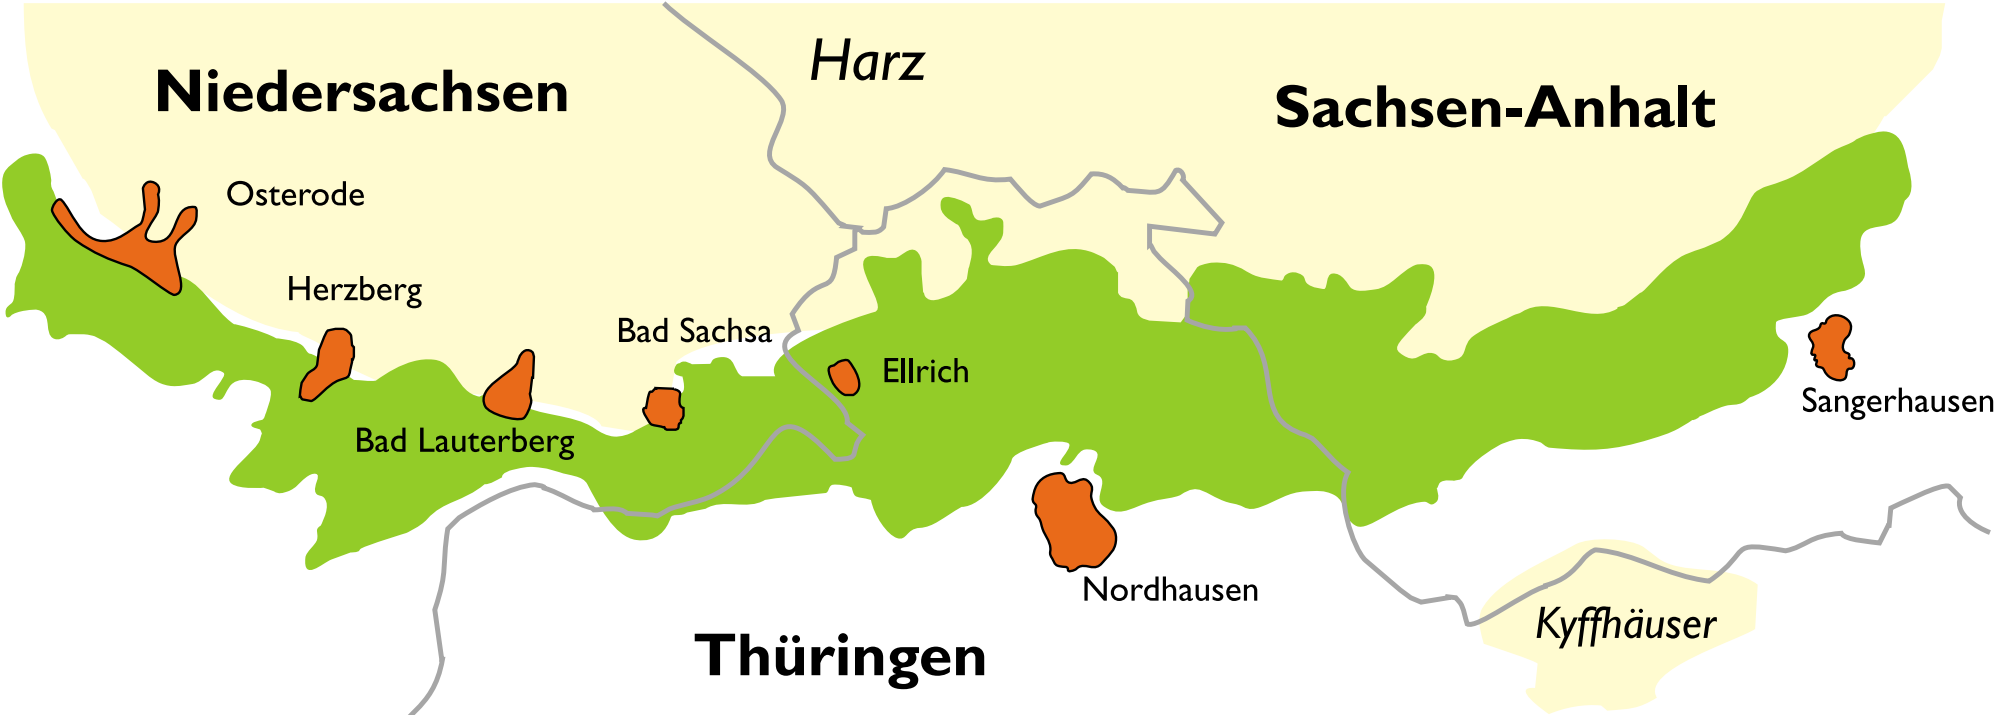 Harz
Niedersachsen
Sachsen-Anhalt
Osterode
Herzberg
Bad Sachsa
Ellrich
Sangerhausen
Bad Lauterberg
Nordhausen
Kyffhäuser
Thüringen